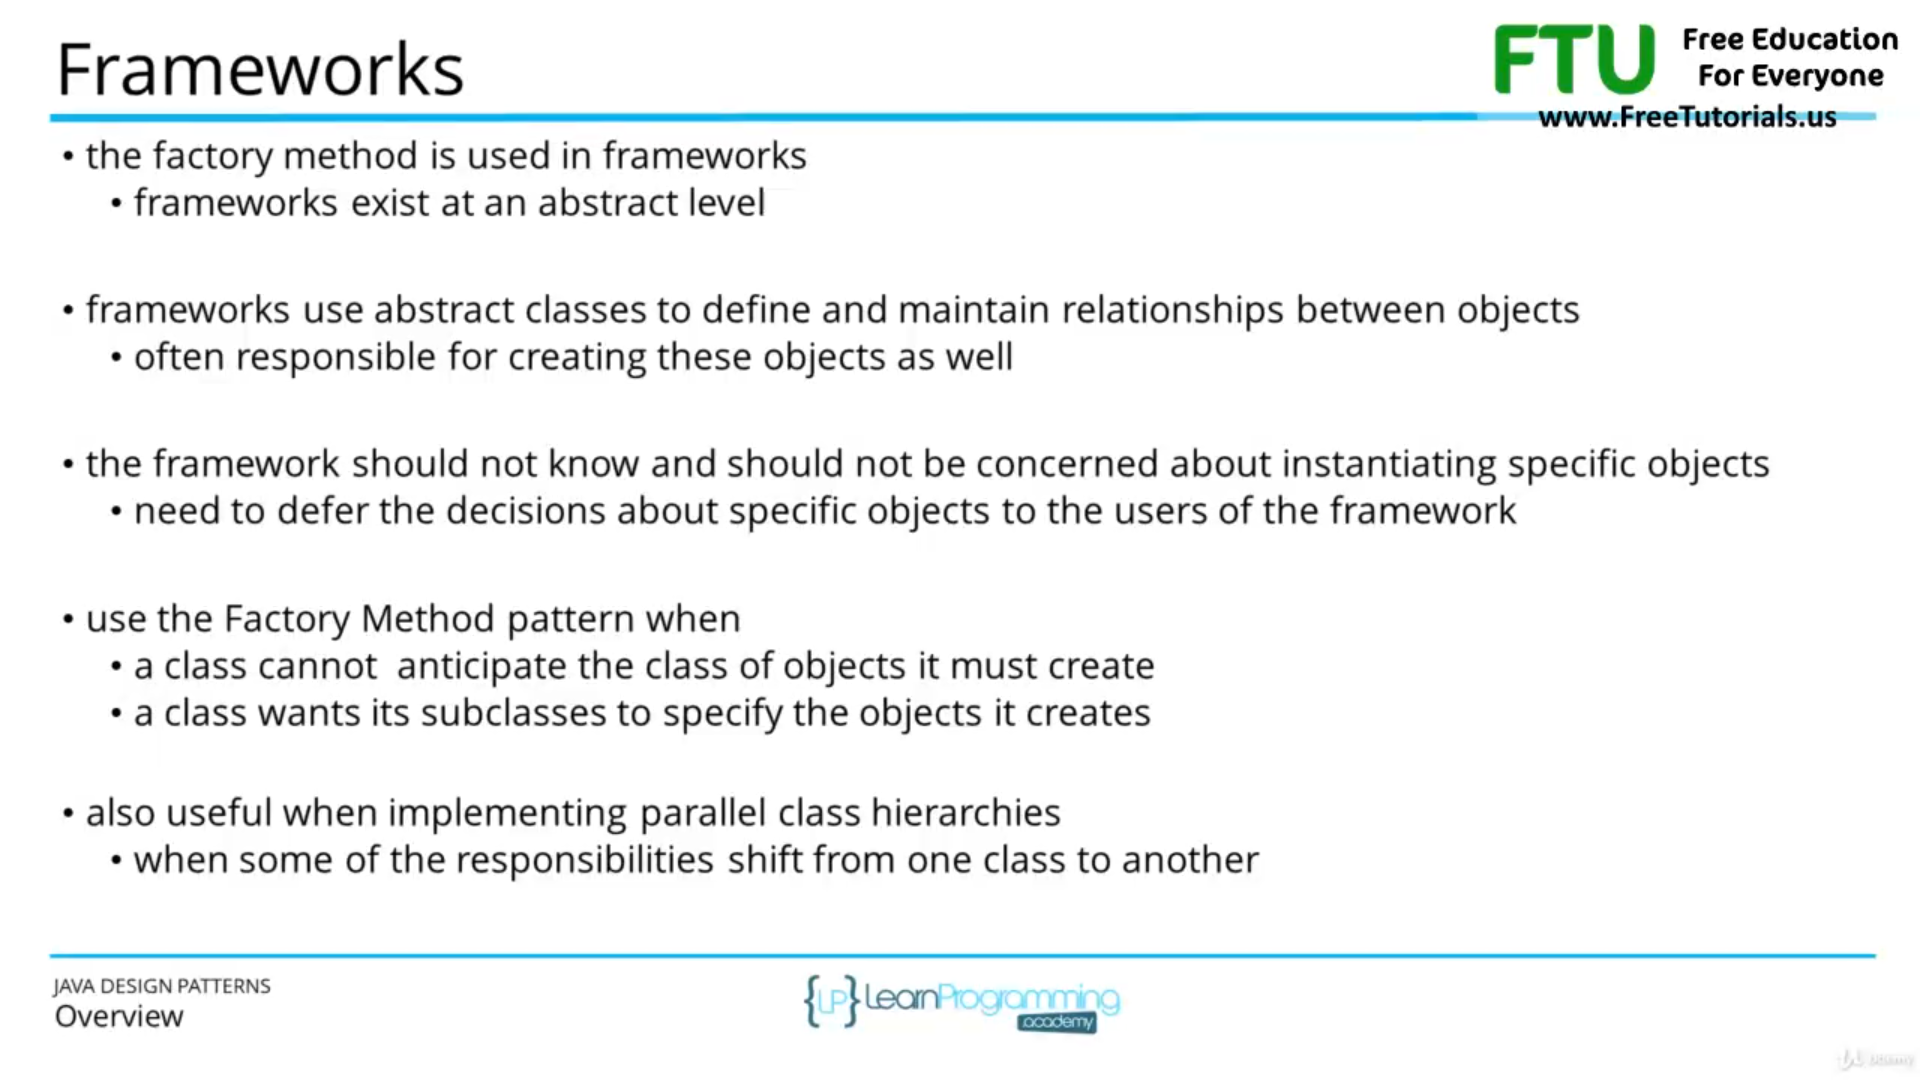 Frameworks
FTU Free Education
For Everyone
www.FreeTutorials.us
• the factory method is used in frameworks
• frameworks exist at an abstract level
• frameworks use abstract classes to define and maintain relationships between objects
• often responsible for creating these objects as well
• the framework should not know and should not be concerned about instantiating specific objects
• need to defer the decisions about specific objects to the users of the framework
• use the Factory Method pattern when
• a class cannot anticipate the class of objects it must create
• a class wants its subclasses to specify the objects it creates
• also useful when implementing parallel class hierarchies
• when some of the responsibilities shift from one class to another
JAVA DESIGN PATTERNS
Overview
{LP} LearnProgramming
academy
Udemy